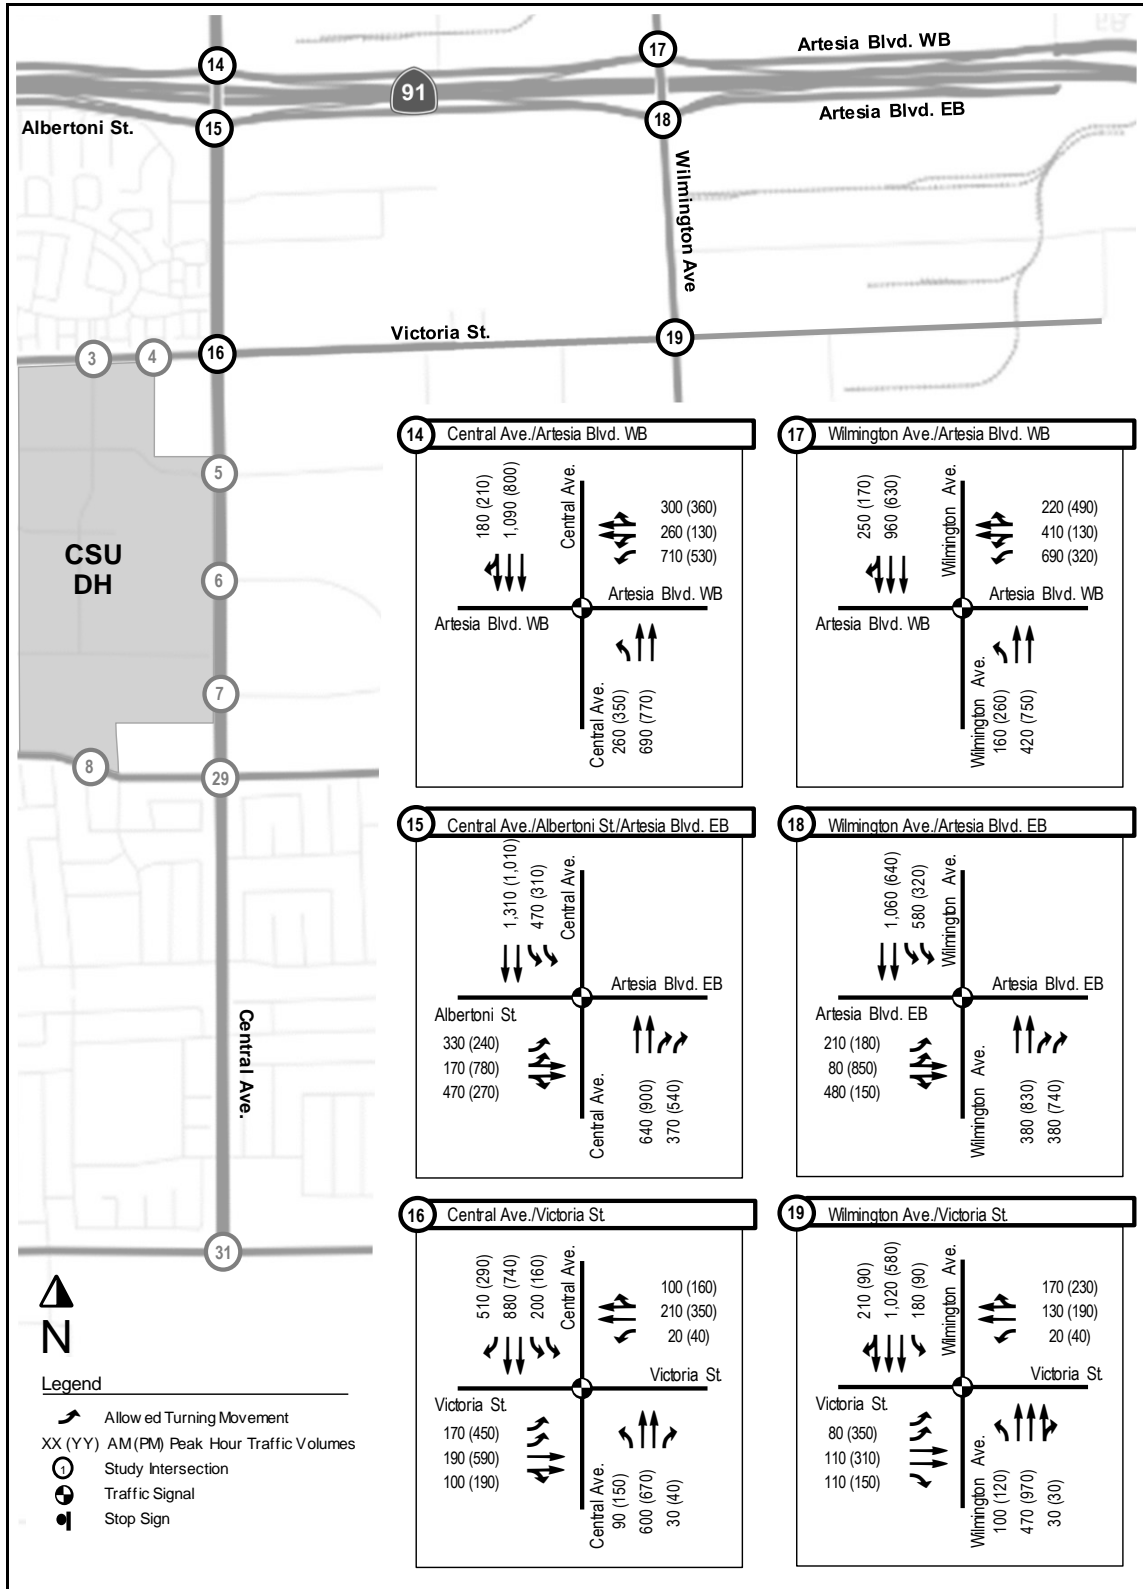 14
17
Artesia Blvd. WB
91
Artesia Blvd. EB
Albertoni St.
15
18
Wilmington Ave
Victoria St.
3
4
16
19
5
CSU
DH
6
7
8
29
Central Ave.
31
N
Legend
Allowed Turning Movement
XX (YY) AM (PM) Peak Hour Traffic Volumes
1 Study Intersection
Traffic Signal
Stop Sign
14 Central Ave./Artesia Blvd. WB
180 (210)
1,090 (800)
Central Ave.
300 (360)
260 (130)
710 (530)
Artesia Blvd. WB
Artesia Blvd. WB
Central Ave.
260 (350)
690 (770)
17 Wilmington Ave./Artesia Blvd. WB
250 (170)
960 (630)
Wilmington Ave.
220 (490)
410 (130)
690 (320)
Artesia Blvd. WB
Artesia Blvd. WB
Wilmington Ave.
160 (260)
420 (750)
15 Central Ave./Albertoni St./Artesia Blvd. EB
1,310 (1,010)
470 (310)
Central Ave.
Artesia Blvd. EB
Albertoni St.
330 (240)
170 (780)
470 (270)
Central Ave.
640 (900)
370 (540)
18 Wilmington Ave./Artesia Blvd. EB
1,060 (640)
580 (320)
Wilmington Ave.
Artesia Blvd. EB
Artesia Blvd. EB
210 (180)
80 (850)
480 (150)
Wilmington Ave.
380 (830)
380 (740)
16 Central Ave./Victoria St.
510 (290)
880 (740)
200 (160)
Central Ave.
100 (160)
210 (350)
20 (40)
Victoria St.
Victoria St.
170 (450)
190 (590)
100 (190)
Central Ave.
90 (150)
600 (670)
30 (40)
19 Wilmington Ave./Victoria St.
210 (90)
1,020 (580)
180 (90)
Wilmington Ave.
170 (230)
130 (190)
20 (40)
Victoria St.
Victoria St.
80 (350)
110 (310)
110 (150)
Wilmington Ave.
100 (120)
470 (970)
30 (30)